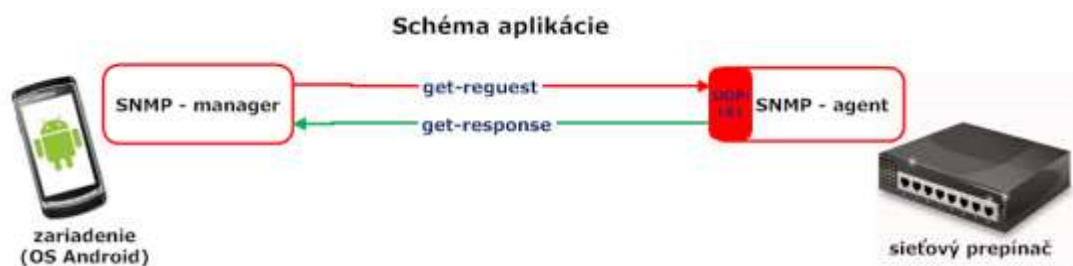 Schéma aplikácie
SNMP - manager
get-reguest
SNMP - agent
get-response
zariadenie
(OS Android)
sieťový prepínač